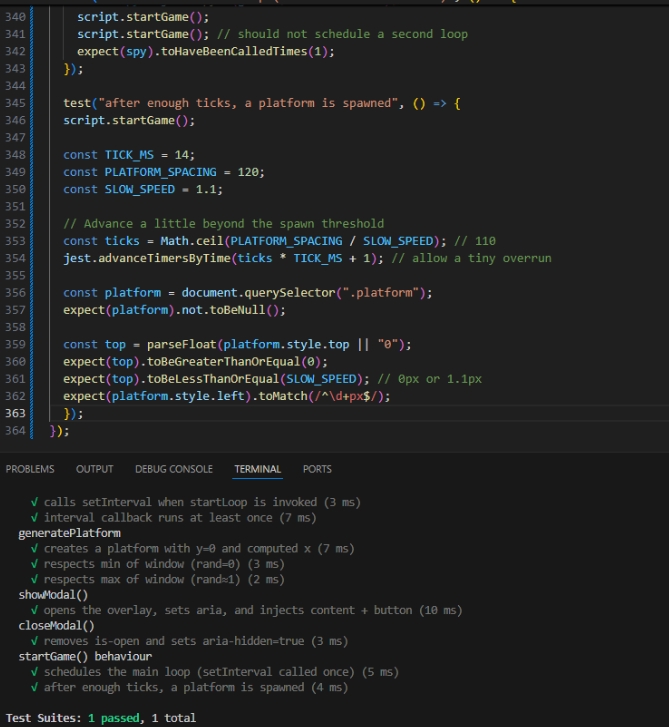 340 script.startGame();
341 script.startGame(); // should not schedule a second loop
342 expect(spy).toHaveBeenCalledTimes(1);
343 });
344
345 test("after enough ticks, a platform is spawned", () => {
346 script.startGame();
347
348 const TICK_MS = 14;
349 const PLATFORM_SPACING = 120;
350 const SLOW_SPEED = 1.1;
351
352 // Advance a little beyond the spawn threshold
353 const ticks = Math.ceil(PLATFORM_SPACING / SLOW_SPEED); // 110
354 jest.advanceTimersByTime(ticks * TICK_MS + 1); // allow a tiny overrun
355
356 const platform = document.querySelector(".platform");
357 expect(platform).not.toBeNull();
358
359 const top = parseFloat(platform.style.top || "0");
360 expect(top).toBeGreaterThanOrEqual(0);
361 expect(top).toBeLessThanOrEqual(SLOW_SPEED); // 0px or 1.1px
362 expect(platform.style.left).toMatch(/^\d+px$/);
363 });
364 });
PROBLEMS OUTPUT DEBUG CONSOLE TERMINAL PORTS
√ calls setInterval when startLoop is invoked (3 ms)
√ interval callback runs at least once (7 ms)
generatePlatform
√ creates a platform with y=0 and computed x (7 ms)
√ respects min of window (rand=0) (3 ms)
√ respects max of window (rand≈1) (2 ms)
showModal()
√ opens the overlay, sets aria, and injects content + button (10 ms)
closeModal()
√ removes is-open and sets aria-hidden=true (3 ms)
startGame() behaviour
√ schedules the main loop (setInterval called once) (5 ms)
√ after enough ticks, a platform is spawned (4 ms)
Test Suites: 1 passed, 1 total